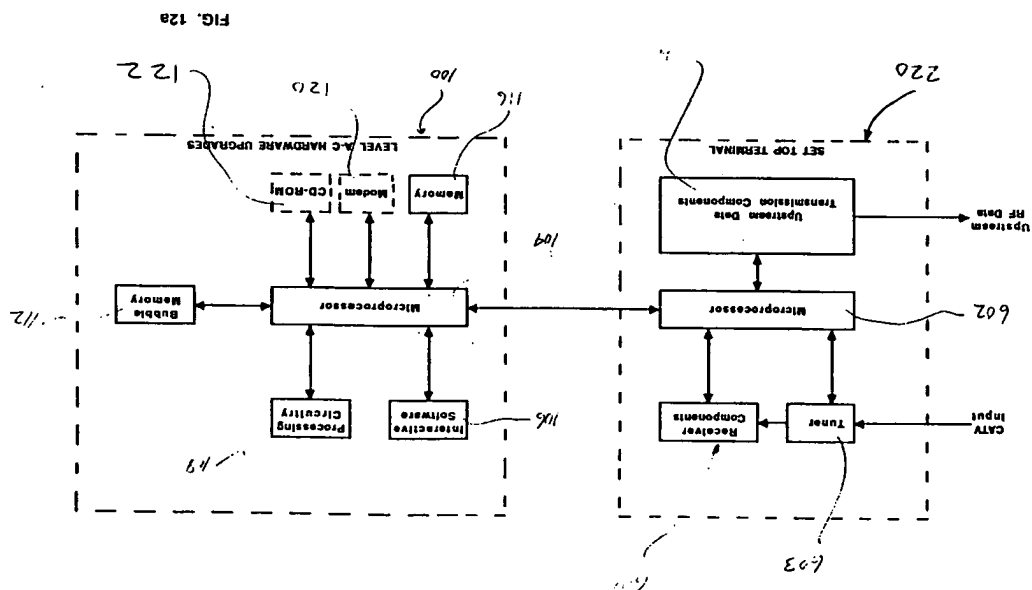 603
CATV
Input
Tuner
Receiver
Components
106
Interactive
Software
Processing
Circuitry
602
Microprocessor
Microprocessor
Bubble
Memory
112
Upstream
RF Data
Upstream Data
Transmission Components
Memory
Modem
CD-ROM
SET TOP TERMINAL
LEVEL A-C HARDWARE UPGRADES
220
116
100
120
122
FIG. 12a